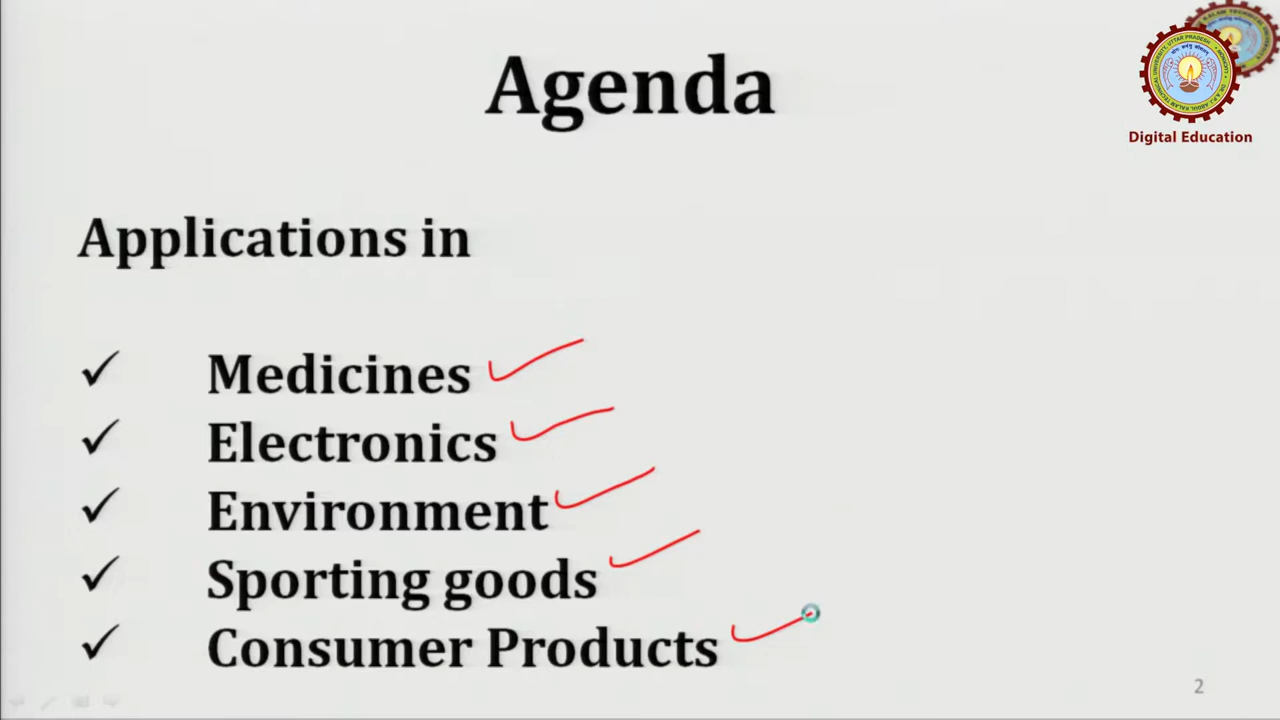 Agenda
Digital Education
Applications in
✓ Medicines
✓ Electronics
✓ Environment
✓ Sporting goods
✓ Consumer Products
2